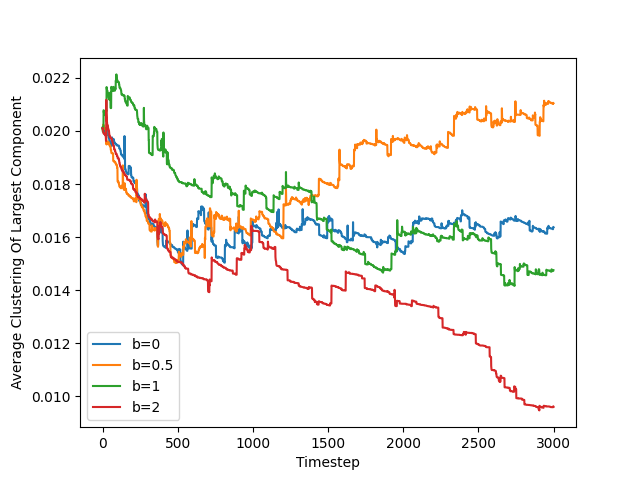 Average Clustering Of Largest Component
0.022
0.020
0.018
0.016
0.014
0.012
0.010
b=0
b=0.5
b=1
b=2
0 500 1000 1500 2000 2500 3000
Timestep